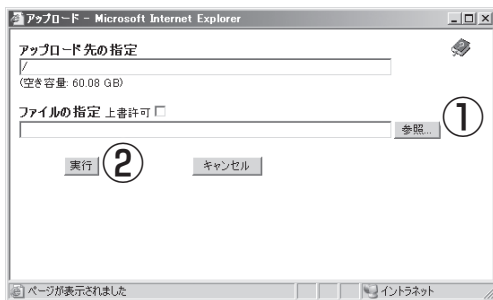 アップロード - Microsoft Internet Explorer
アップロード先の指定
/
(空き容量: 60.08 GB)
ファイルの指定 上書許可
参照... ①
実行 ② キャンセル
ページが表示されました イントラネット